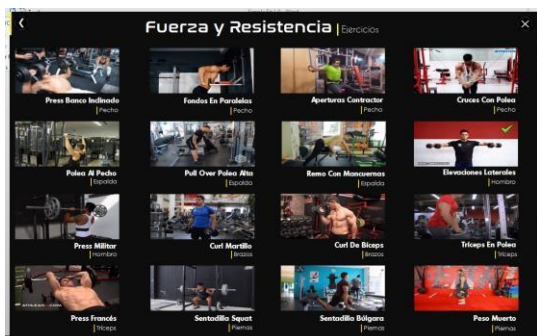 Fuerza y Resistencia | Ejercicios
Press Banco Inclinado
Pecho
Fondos En Paralelas
Pecho
Aperturas Contractor
Pecho
Cruces Con Polea
Pecho
Polea Al Pecho
Espalda
Pull Over Polea Alta
Espalda
Remo Con Mancuernas
Espalda
Elevaciones Laterales
Hombro
Press Militar
Hombro
Curl Martillo
Brazos
Curl De Biceps
Brazos
Tríceps En Polea
Tríceps
Press Francés
Tríceps
Sentadilla Squat
Piernas
Sentadilla Búlgara
Piernas
Peso Muerto
Piernas